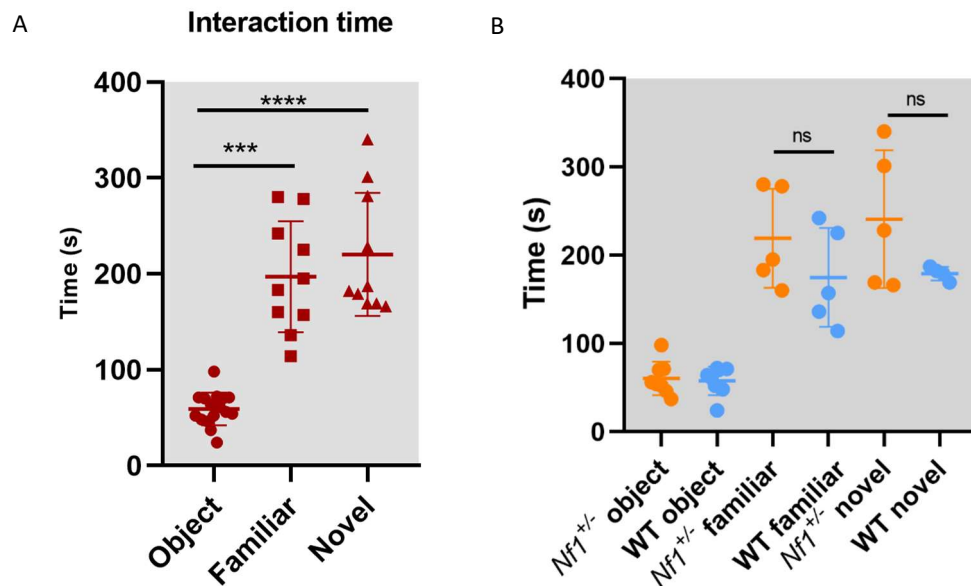 A
Interaction time
Time (s)
400
300
200
100
0
****
***
Object
Familiar
Novel
B
Time (s)
400
300
200
100
0
ns
ns
Nf1+/- object
WT object
Nf1+/- familiar
WT familiar
Nf1+/- novel
WT novel